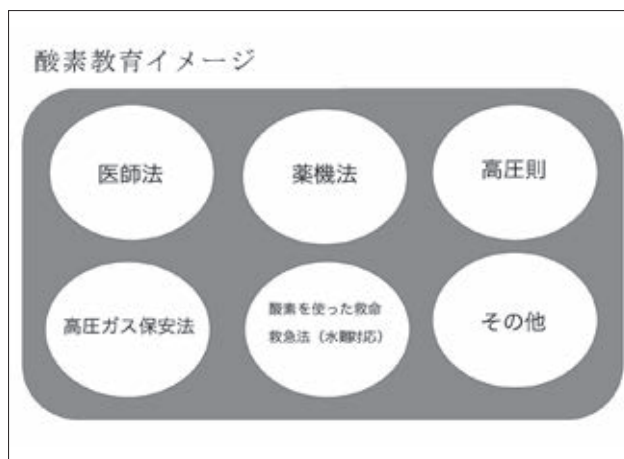 酸素教育イメージ
医師法
薬機法
高圧則
高圧ガス保安法
酸素を使った救命
救急法（水難対応）
その他